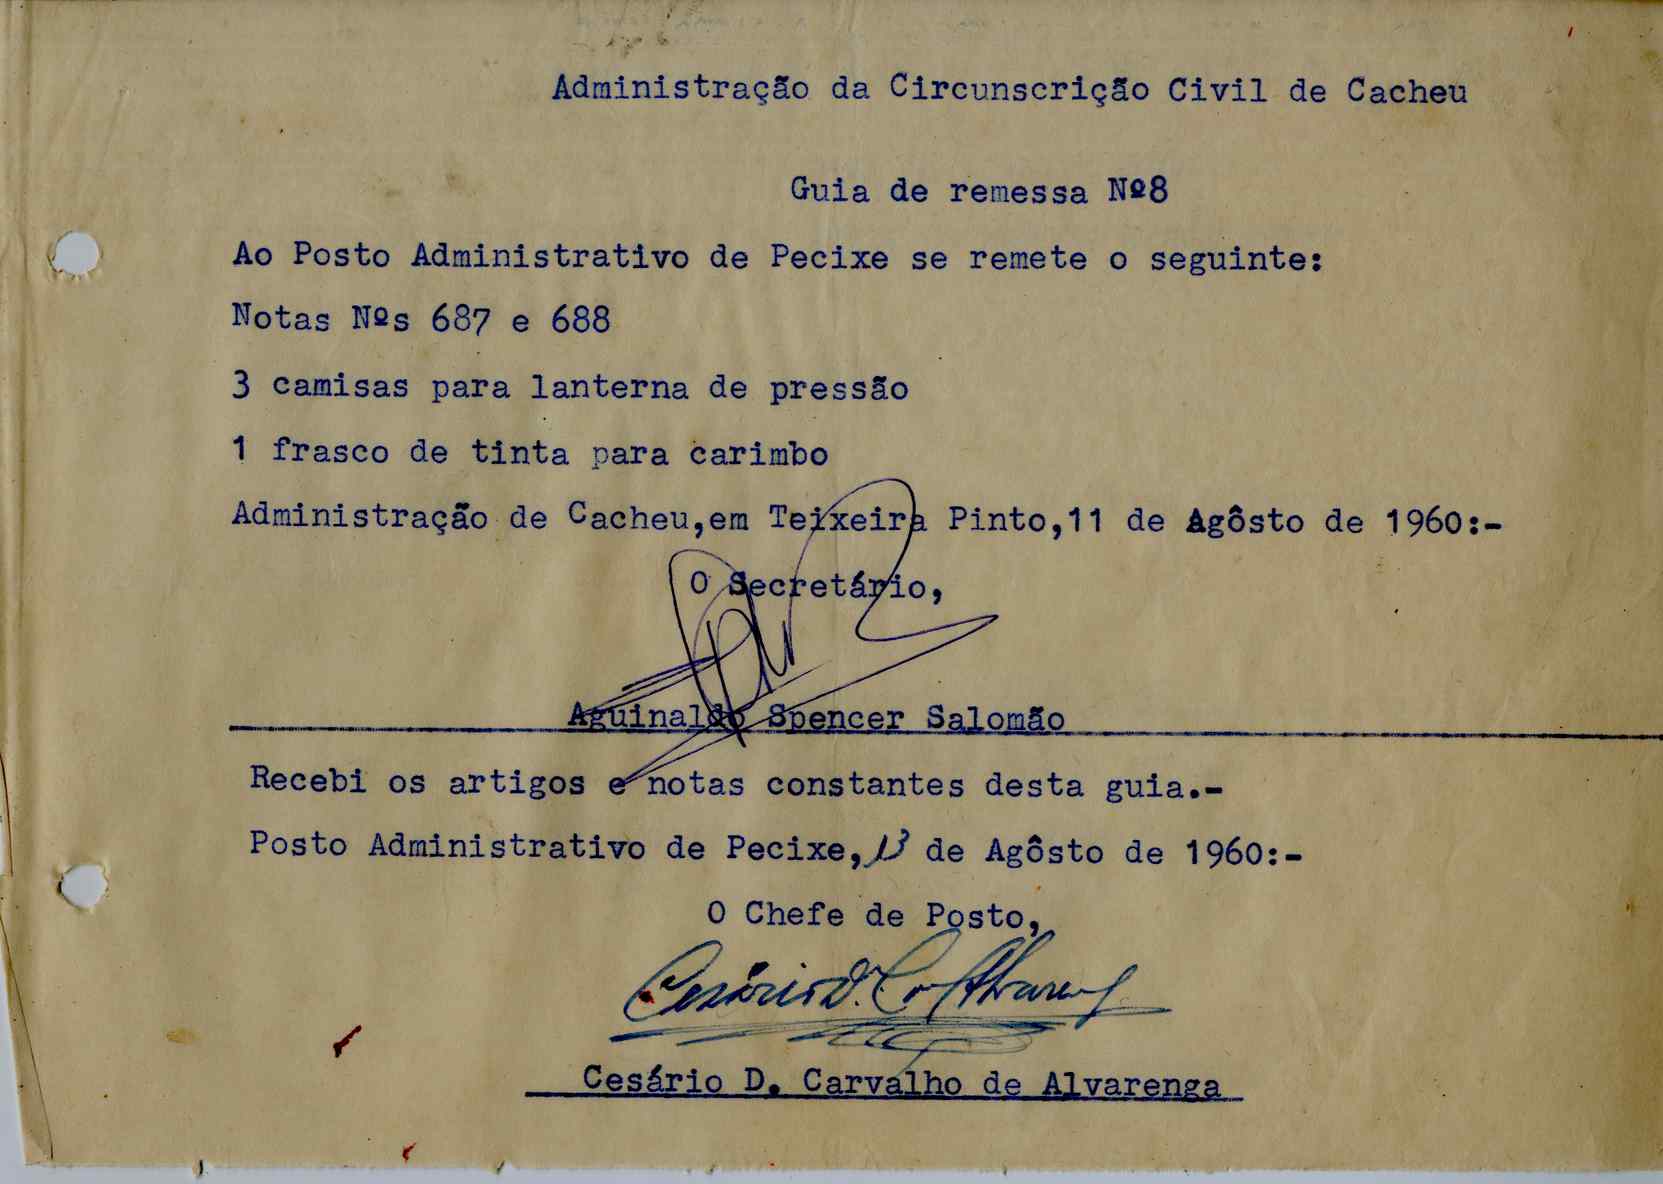 Administração da Circunscrição Civil de Cacheu
Guia de remessa Nº8
Ao Posto Administrativo de Pecixe se remete o seguinte:
Notas Nºs 687 e 688
3 camisas para lanterna de pressão
1 frasco de tinta para carimbo
Administração de Cacheu,em Teixeira Pinto,11 de Agôsto de 1960:-
O Secretário,
Aguinaldo Spencer Salomão
Recebi os artigos e notas constantes desta guia.-
Posto Administrativo de Pecixe,13 de Agôsto de 1960:-
O Chefe de Posto,
Cesário D. C. Alvarenga
Cesário D. Carvalho de Alvarenga